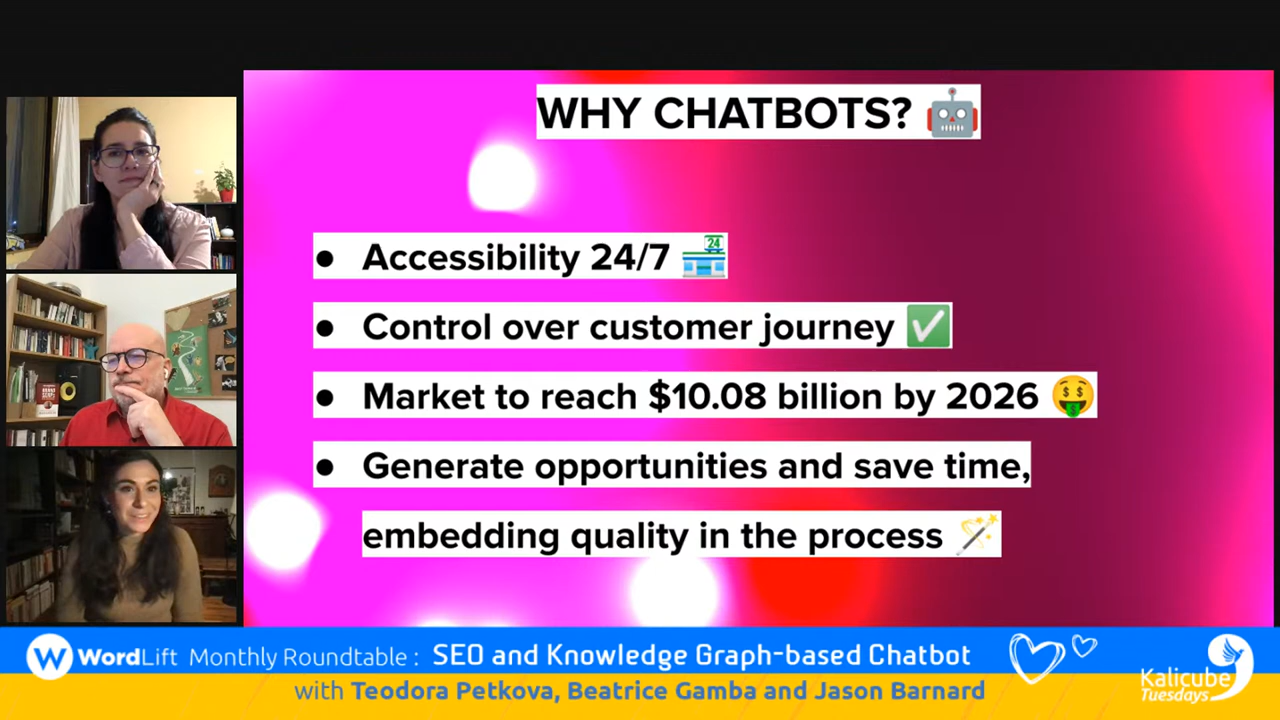 WHY CHATBOTS? 🤖
● Accessibility 24/7 🏪
● Control over customer journey ✅
● Market to reach $10.08 billion by 2026 🤑
● Generate opportunities and save time,
embedding quality in the process 🪄
W WordLift Monthly Roundtable : SEO and Knowledge Graph-based Chatbot
with Teodora Petkova, Beatrice Gamba and Jason Barnard
Kalicube
Tuesdays